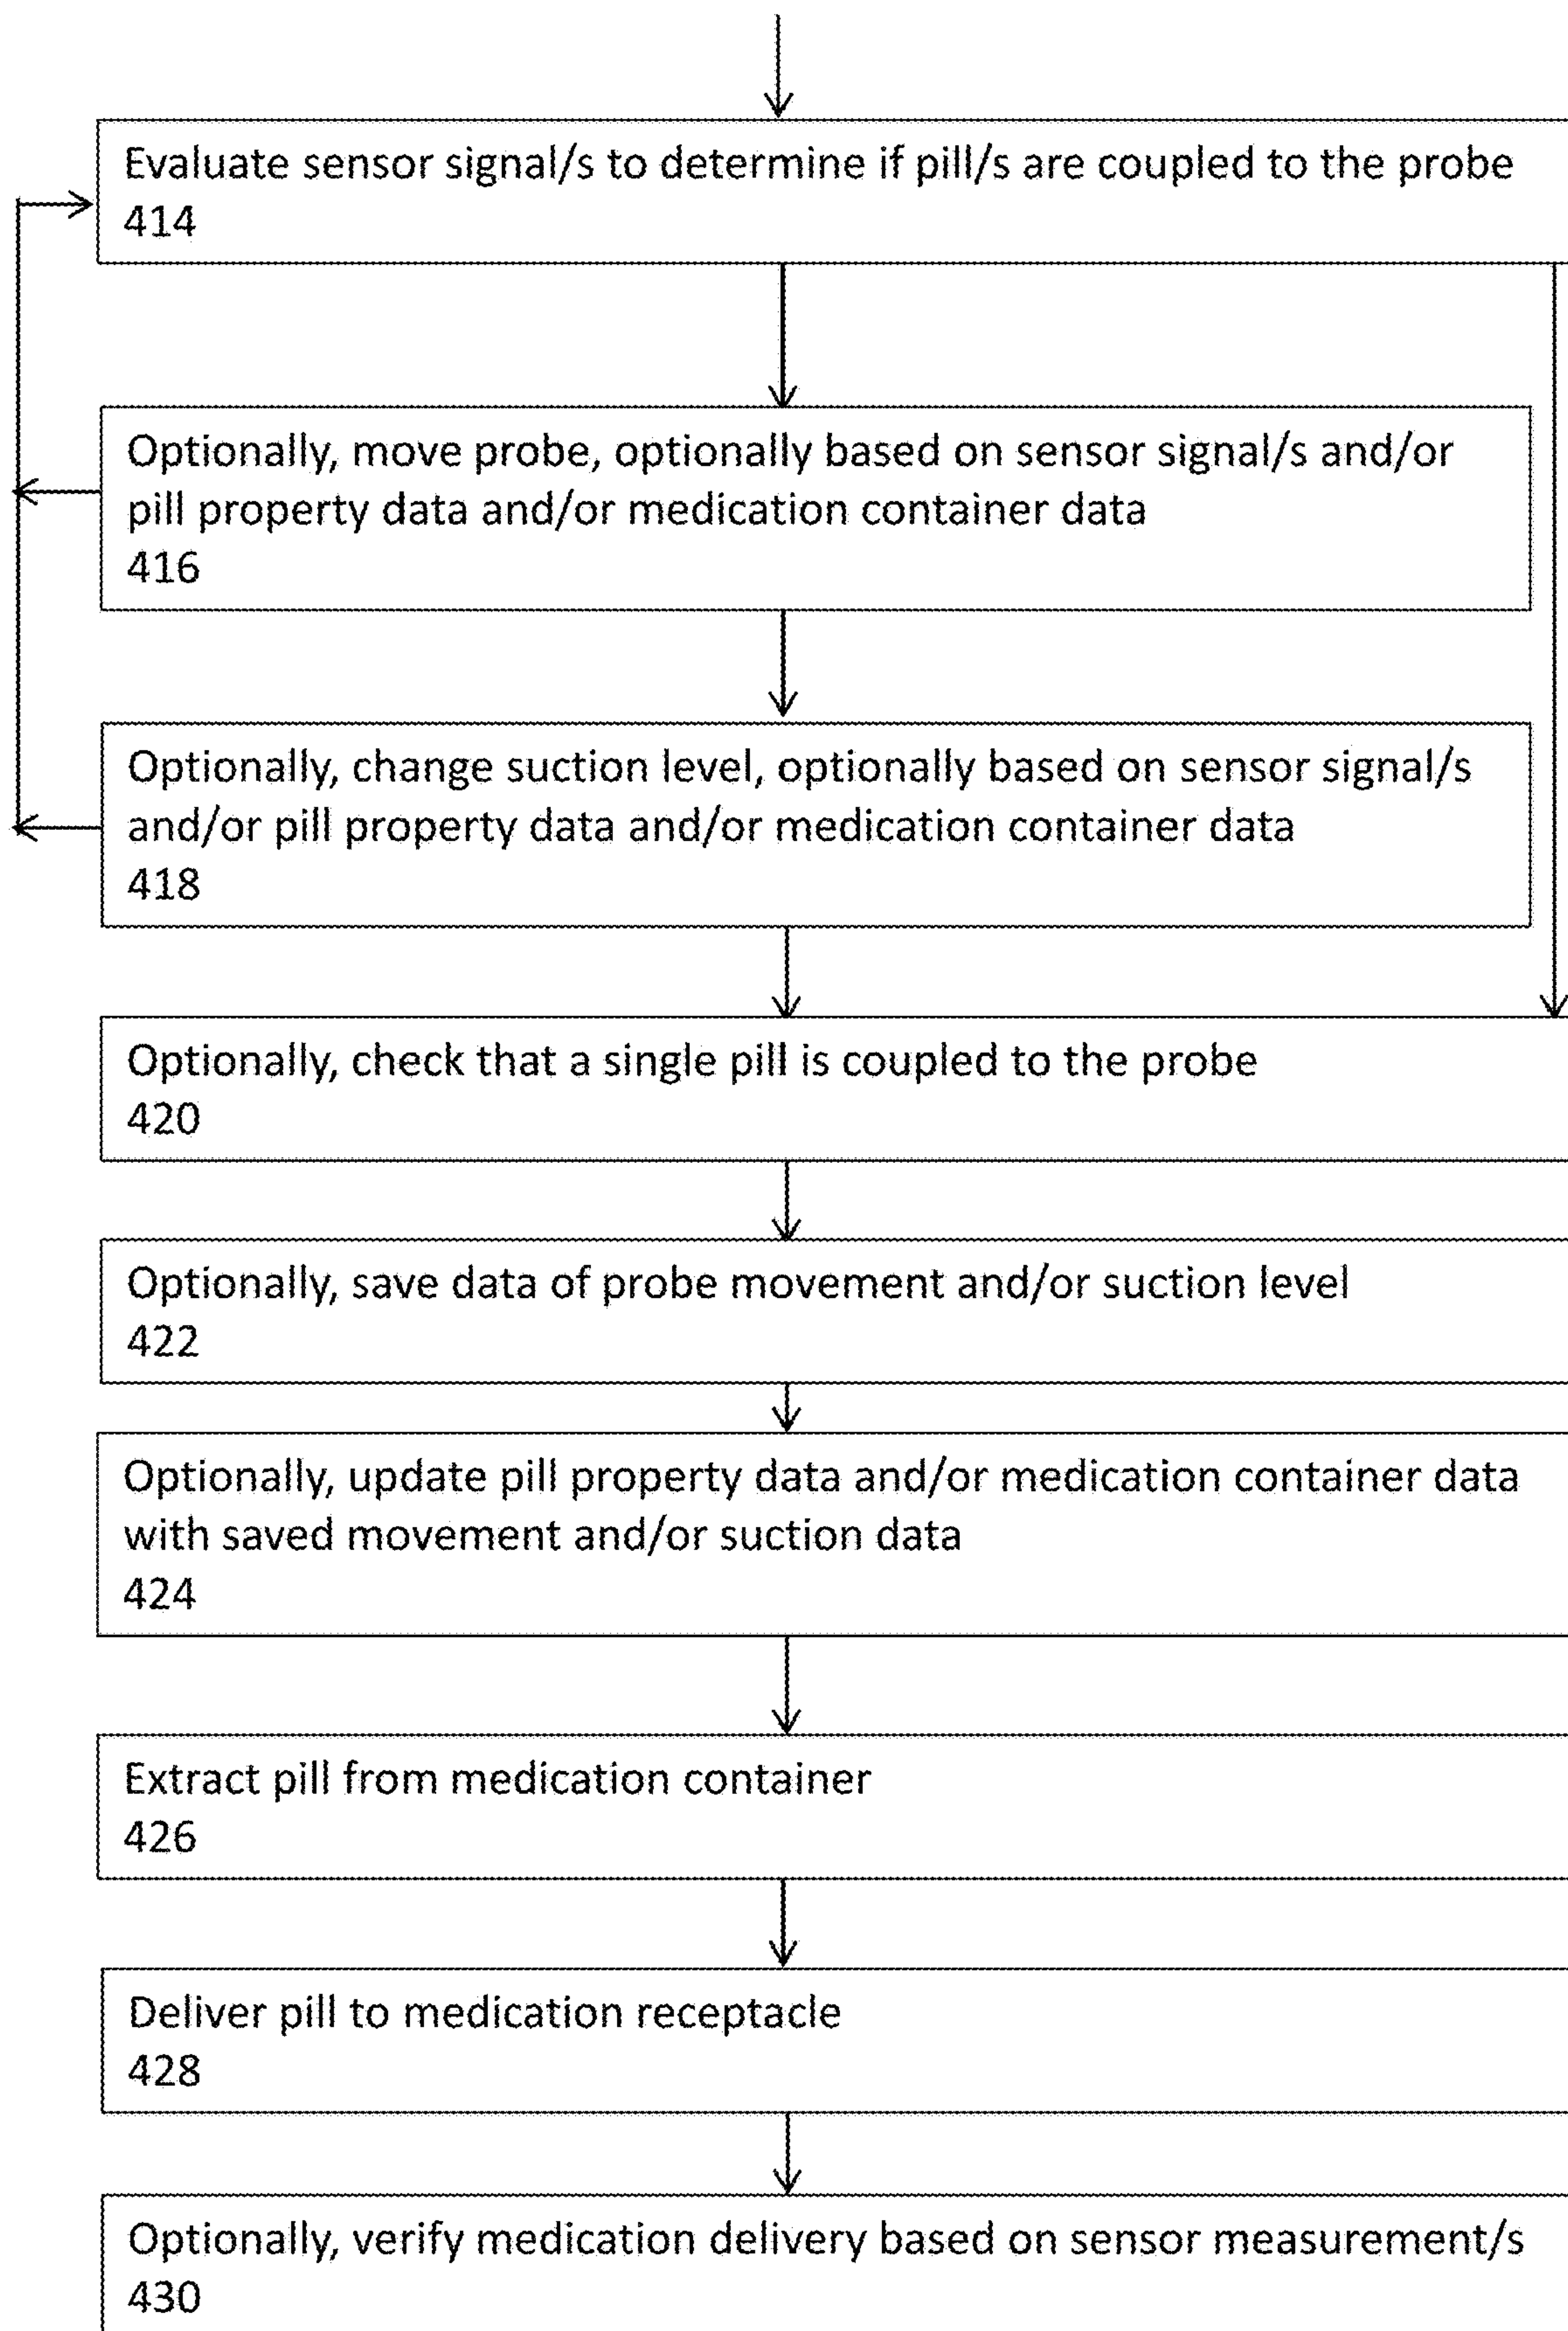 Evaluate sensor signal/s to determine if pill/s are coupled to the probe
414
Optionally, move probe, optionally based on sensor signal/s and/or
pill property data and/or medication container data
416
Optionally, change suction level, optionally based on sensor signal/s
and/or pill property data and/or medication container data
418
Optionally, check that a single pill is coupled to the probe
420
Optionally, save data of probe movement and/or suction level
422
Optionally, update pill property data and/or medication container data
with saved movement and/or suction data
424
Extract pill from medication container
426
Deliver pill to medication receptacle
428
Optionally, verify medication delivery based on sensor measurement/s
430